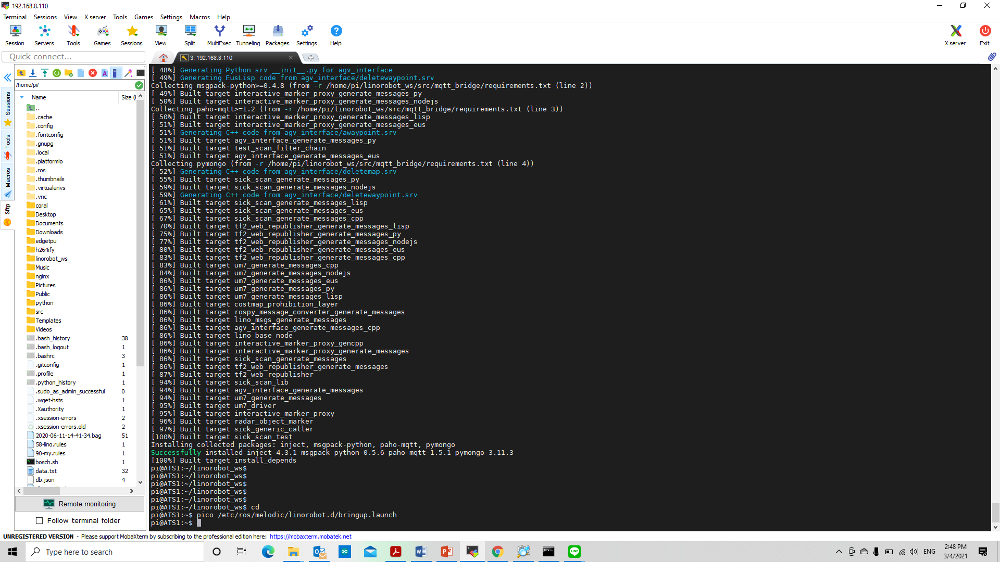 192.168.8.110
Terminal Sessions View X server Tools Games Settings Macros Help
Session Servers Tools Games Sessions View Split MultiExec Tunneling Packages Settings Help X server Exit
Quick connect...
3. 192.168.8.110
/home/pi/
Name Size (
Sessions
Tools
Macros
Sftp
..
.cache
.config
.fontconfig
.gnupg
.local
.platformio
.ros
.thumbnails
.virtualenvs
.vnc
coral
Desktop
Documents
Downloads
edgetpu
h264ify
linorobot_ws
Music
nginx
Pictures
Public
python
src
Templates
Videos
.bash_history 38
.bash_logout 1
.bashrc 3
.gitconfig 1
.profile 1
.python_history 1
.sudo_as_admin_successful 0
.wget-hsts 1
.Xauthority 1
.xsession-errors 2
.xsession-errors.old 2
2020-06-11-14-41-34.bag 51
58-lino.rules 1
90-my.rules 1
bosch.sh 1
data.txt 32
db.json 4
Remote monitoring
Follow terminal folder
[ 48%] Generating Python srv __init__.py for agv_interface
[ 49%] Generating EusLisp code from agv_interface/deletewaypoint.srv
Collecting msgpack-python>=0.4.8 (from -r /home/pi/linorobot_ws/src/mqtt_bridge/requirements.txt (line 2))
[ 49%] Built target interactive_marker_proxy_generate_messages_py
[ 50%] Built target interactive_marker_proxy_generate_messages_nodejs
Collecting paho-mqtt>=1.2 (from -r /home/pi/linorobot_ws/src/mqtt_bridge/requirements.txt (line 3))
[ 50%] Built target interactive_marker_proxy_generate_messages_lisp
[ 51%] Built target interactive_marker_proxy_generate_messages_eus
[ 51%] Generating C++ code from agv_interface/awaypoint.srv
[ 51%] Built target agv_interface_generate_messages_py
[ 51%] Built target test_scan_filter_chain
[ 51%] Built target agv_interface_generate_messages_eus
Collecting pymongo (from -r /home/pi/linorobot_ws/src/mqtt_bridge/requirements.txt (line 4))
[ 52%] Generating C++ code from agv_interface/deletemap.srv
[ 55%] Built target sick_scan_generate_messages_py
[ 59%] Built target sick_scan_generate_messages_nodejs
[ 59%] Generating C++ code from agv_interface/deletewaypoint.srv
[ 61%] Built target sick_scan_generate_messages_lisp
[ 65%] Built target sick_scan_generate_messages_eus
[ 67%] Built target sick_scan_generate_messages_cpp
[ 70%] Built target tf2_web_republisher_generate_messages_lisp
[ 75%] Built target tf2_web_republisher_generate_messages_py
[ 77%] Built target tf2_web_republisher_generate_messages_nodejs
[ 80%] Built target tf2_web_republisher_generate_messages_eus
[ 83%] Built target tf2_web_republisher_generate_messages_cpp
[ 83%] Built target um7_generate_messages_cpp
[ 84%] Built target um7_generate_messages_nodejs
[ 86%] Built target um7_generate_messages_eus
[ 86%] Built target um7_generate_messages_py
[ 86%] Built target um7_generate_messages_lisp
[ 86%] Built target costmap_prohibition_layer
[ 86%] Built target rospy_message_converter_generate_messages
[ 86%] Built target lino_msgs_generate_messages
[ 86%] Built target agv_interface_generate_messages_cpp
[ 86%] Built target lino_base_node
[ 86%] Built target interactive_marker_proxy_gencpp
[ 86%] Built target interactive_marker_proxy_generate_messages
[ 86%] Built target sick_scan_generate_messages
[ 86%] Built target tf2_web_republisher_generate_messages
[ 87%] Built target tf2_web_republisher
[ 94%] Built target sick_scan_lib
[ 94%] Built target agv_interface_generate_messages
[ 94%] Built target um7_generate_messages
[ 95%] Built target um7_driver
[ 95%] Built target interactive_marker_proxy
[ 96%] Built target radar_object_marker
[ 97%] Built target sick_generic_caller
[100%] Built target sick_scan_test
Installing collected packages: inject, msgpack-python, paho-mqtt, pymongo
Successfully installed inject-4.3.1 msgpack-python-0.5.6 paho-mqtt-1.5.1 pymongo-3.11.3
[100%] Built target install_depends
pi@ATS1:~/linorobot_ws$
pi@ATS1:~/linorobot_ws$
pi@ATS1:~/linorobot_ws$
pi@ATS1:~/linorobot_ws$
pi@ATS1:~/linorobot_ws$
pi@ATS1:~/linorobot_ws$ cd
pi@ATS1:~$ pico /etc/ros/melodic/linorobot.d/bringup.launch
pi@ATS1:~$
UNREGISTERED VERSION - Please support MobaXterm by subscribing to the professional edition here: https://mobaxterm.mobatek.net
Type here to search
ENG
2:48 PM
3/4/2021